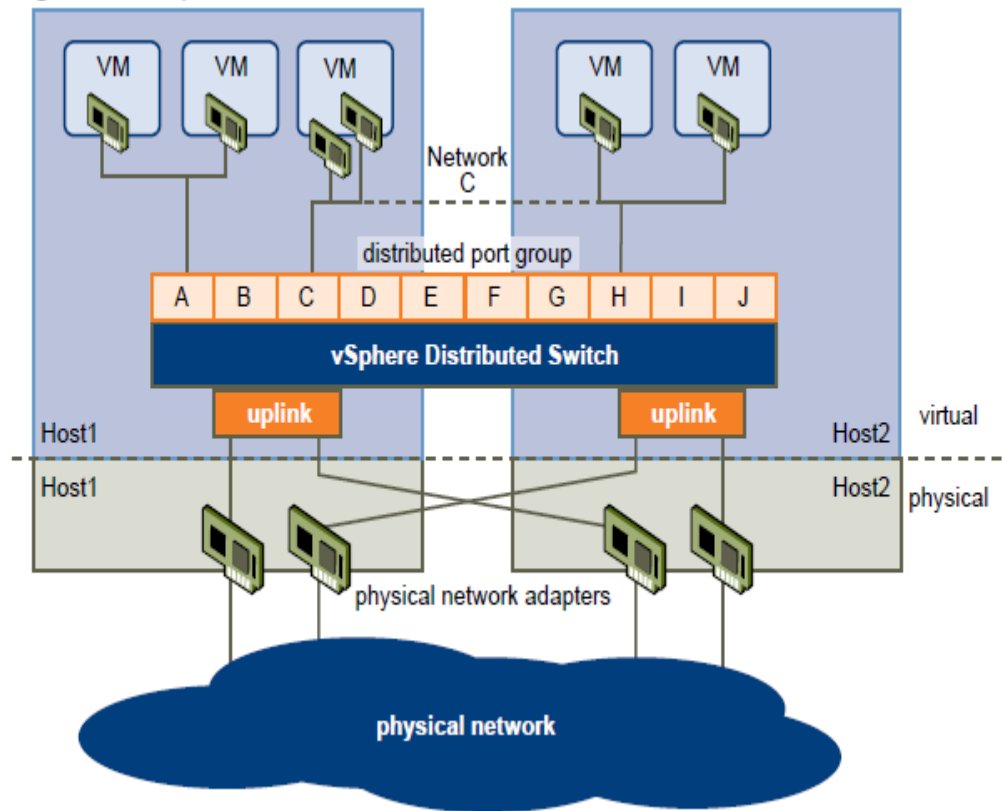 VM
VM
VM
VM
VM
Network
C
distributed port group
A B C D E F G H I J
vSphere Distributed Switch
uplink
uplink
virtual
Host1
Host2
Host1
Host2
physical
physical network adapters
physical network